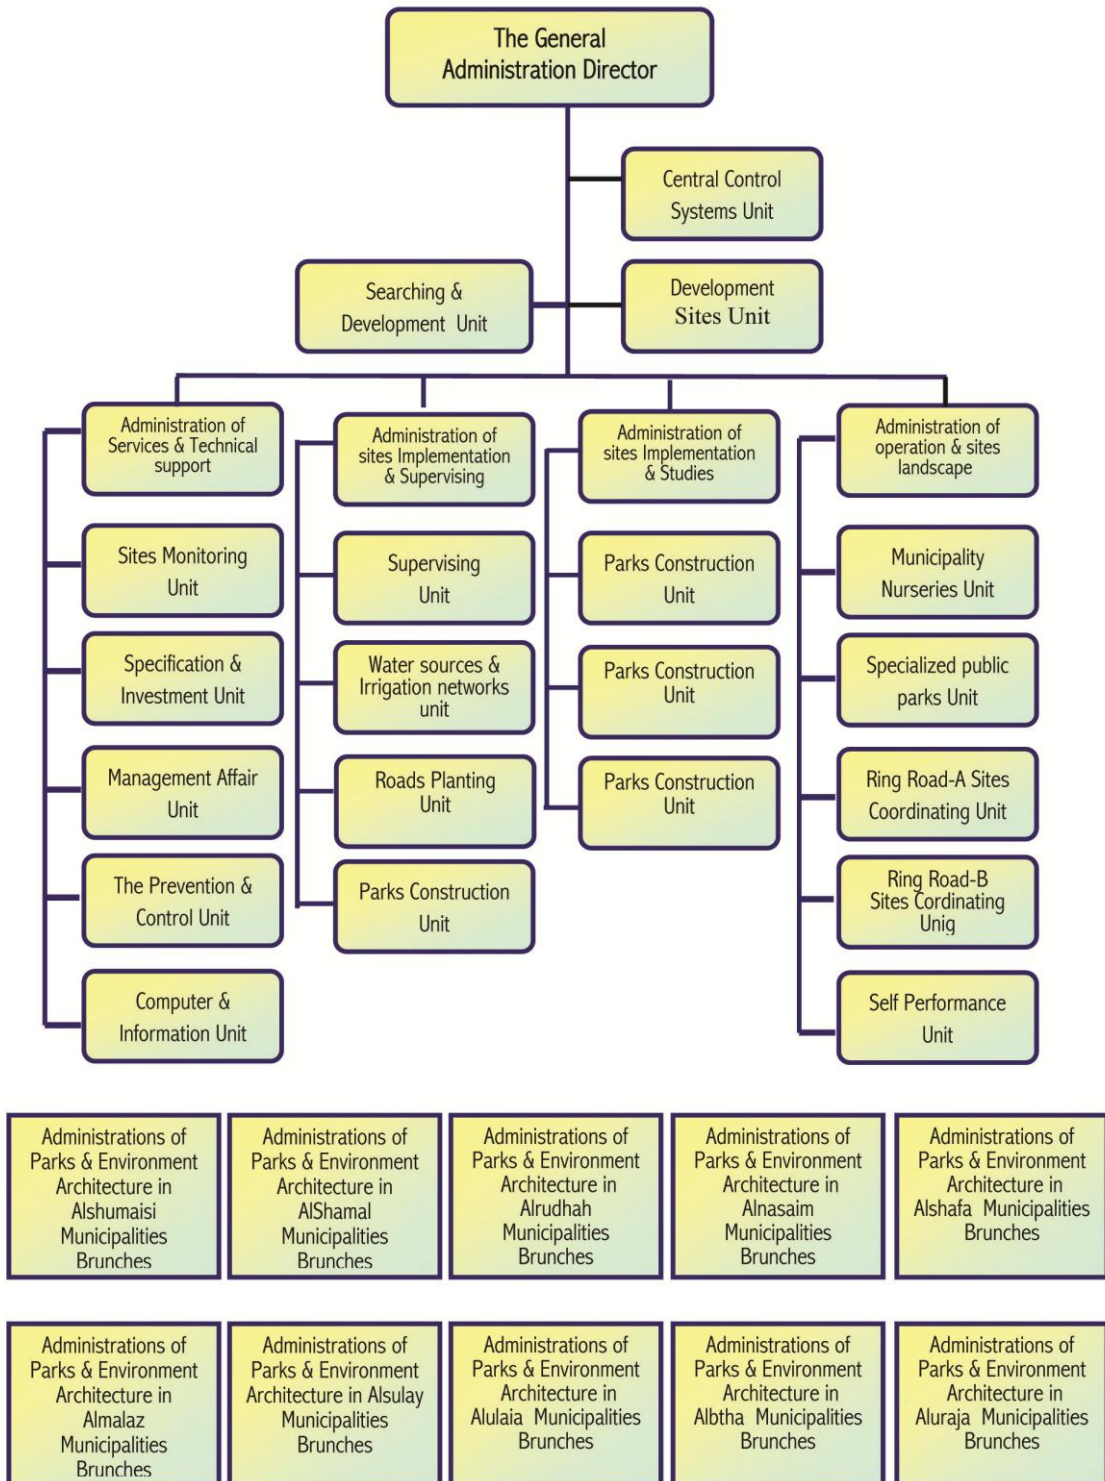 The General
Administration Director
Central Control
Systems Unit
Searching &
Development Unit
Development
Sites Unit
Administration of
Services & Technical
support
Administration of
sites Implementation
& Supervising
Administration of
sites Implementation
& Studies
Administration of
operation & sites
landscape
Sites Monitoring
Unit
Supervising
Unit
Parks Construction
Unit
Municipality
Nurseries Unit
Specification &
Investment Unit
Water sources &
Irrigation networks
unit
Parks Construction
Unit
Specialized public
parks Unit
Management Affair
Unit
Roads Planting
Unit
Parks Construction
Unit
Ring Road-A Sites
Coordinating Unit
The Prevention &
Control Unit
Parks Construction
Unit
Ring Road-B
Sites Cordinating
Unig
Computer &
Information Unit
Self Performance
Unit
Administrations of
Parks & Environment
Architecture in
Alshumaisi
Municipalities
Brunches
Administrations of
Parks & Environment
Architecture in
AlShamal
Municipalities
Brunches
Administrations of
Parks & Environment
Architecture in
Alrudhah
Municipalities
Brunches
Administrations of
Parks & Environment
Architecture in
Alnasaim
Municipalities
Brunches
Administrations of
Parks & Environment
Architecture in
Alshafa Municipalities
Brunches
Administrations of
Parks & Environment
Architecture in
Almalaz
Municipalities
Brunches
Administrations of
Parks & Environment
Architecture in Alsulay
Municipalities
Brunches
Administrations of
Parks & Environment
Architecture in
Alulaia Municipalities
Brunches
Administrations of
Parks & Environment
Architecture in
Albtha Municipalities
Brunches
Administrations of
Parks & Environment
Architecture in
Aluraja Municipalities
Brunches